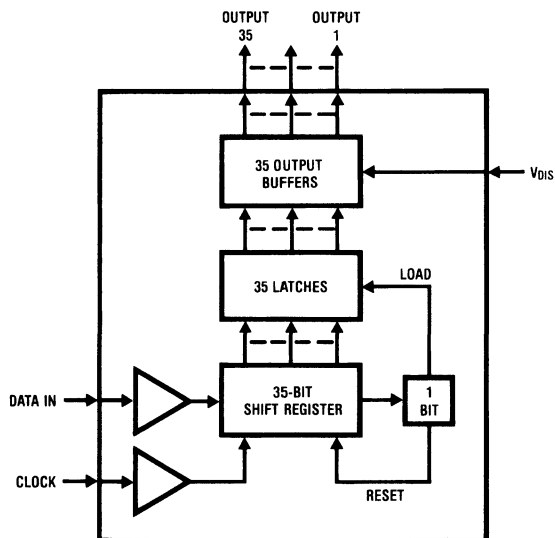 OUTPUT
35
OUTPUT
1
35 OUTPUT
BUFFERS
VDIS
35 LATCHES
LOAD
35-BIT
SHIFT REGISTER
1
BIT
DATA IN
CLOCK
RESET